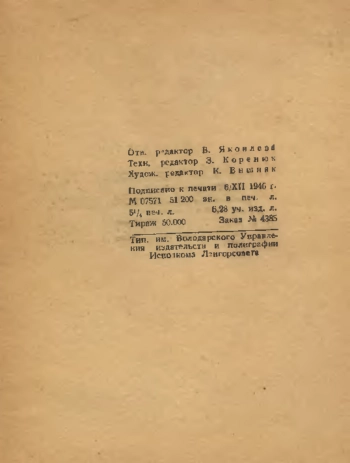 Отв. редактор В. Яковлева
Техн. редактор З. Коренюк
Худож. редактор К. Вишняк
Подписано к печати 6/XII 1946 г.
М 07571 51 200 зн. в печ. л.
5¼ печ. л. 6,28 уч. изд. л.
Тираж 50.000 Заказ № 4385
Тип. им. Володарского Управле-
ния издательств и полиграфии
Исполкома Ленгорсовета